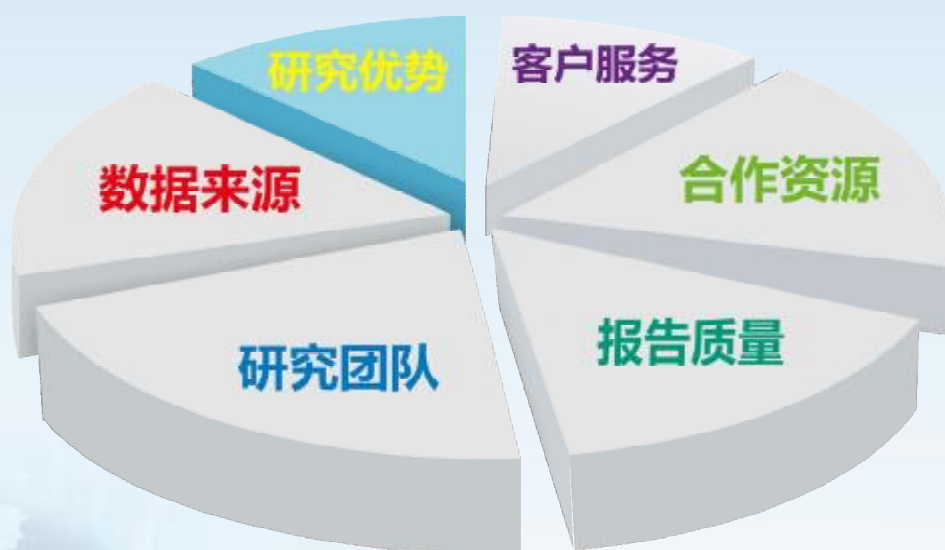 研究优势
客户服务
数据来源
合作资源
研究团队
报告质量